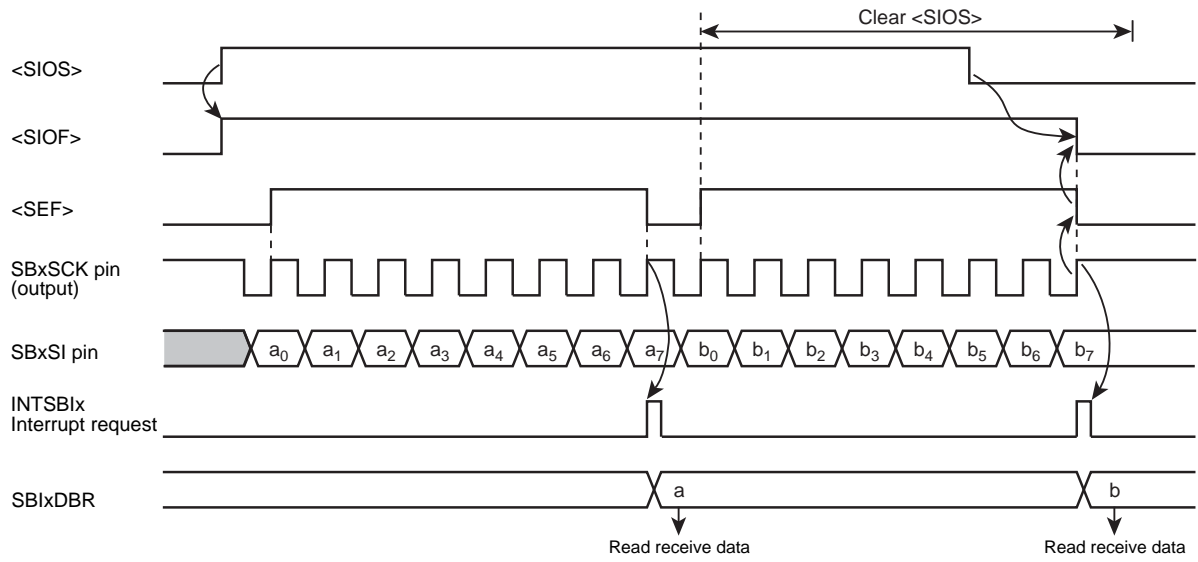 Clear <SIOS>
<SIOS>
<SIOF>
<SEF>
SBxSCK pin
(output)
SBxSI pin
a₀ a₁ a₂ a₃ a₄ a₅ a₆ a₇ b₀ b₁ b₂ b₃ b₄ b₅ b₆ b₇
INTSBIx
Interrupt request
SBIxDBR
a b
Read receive data Read receive data